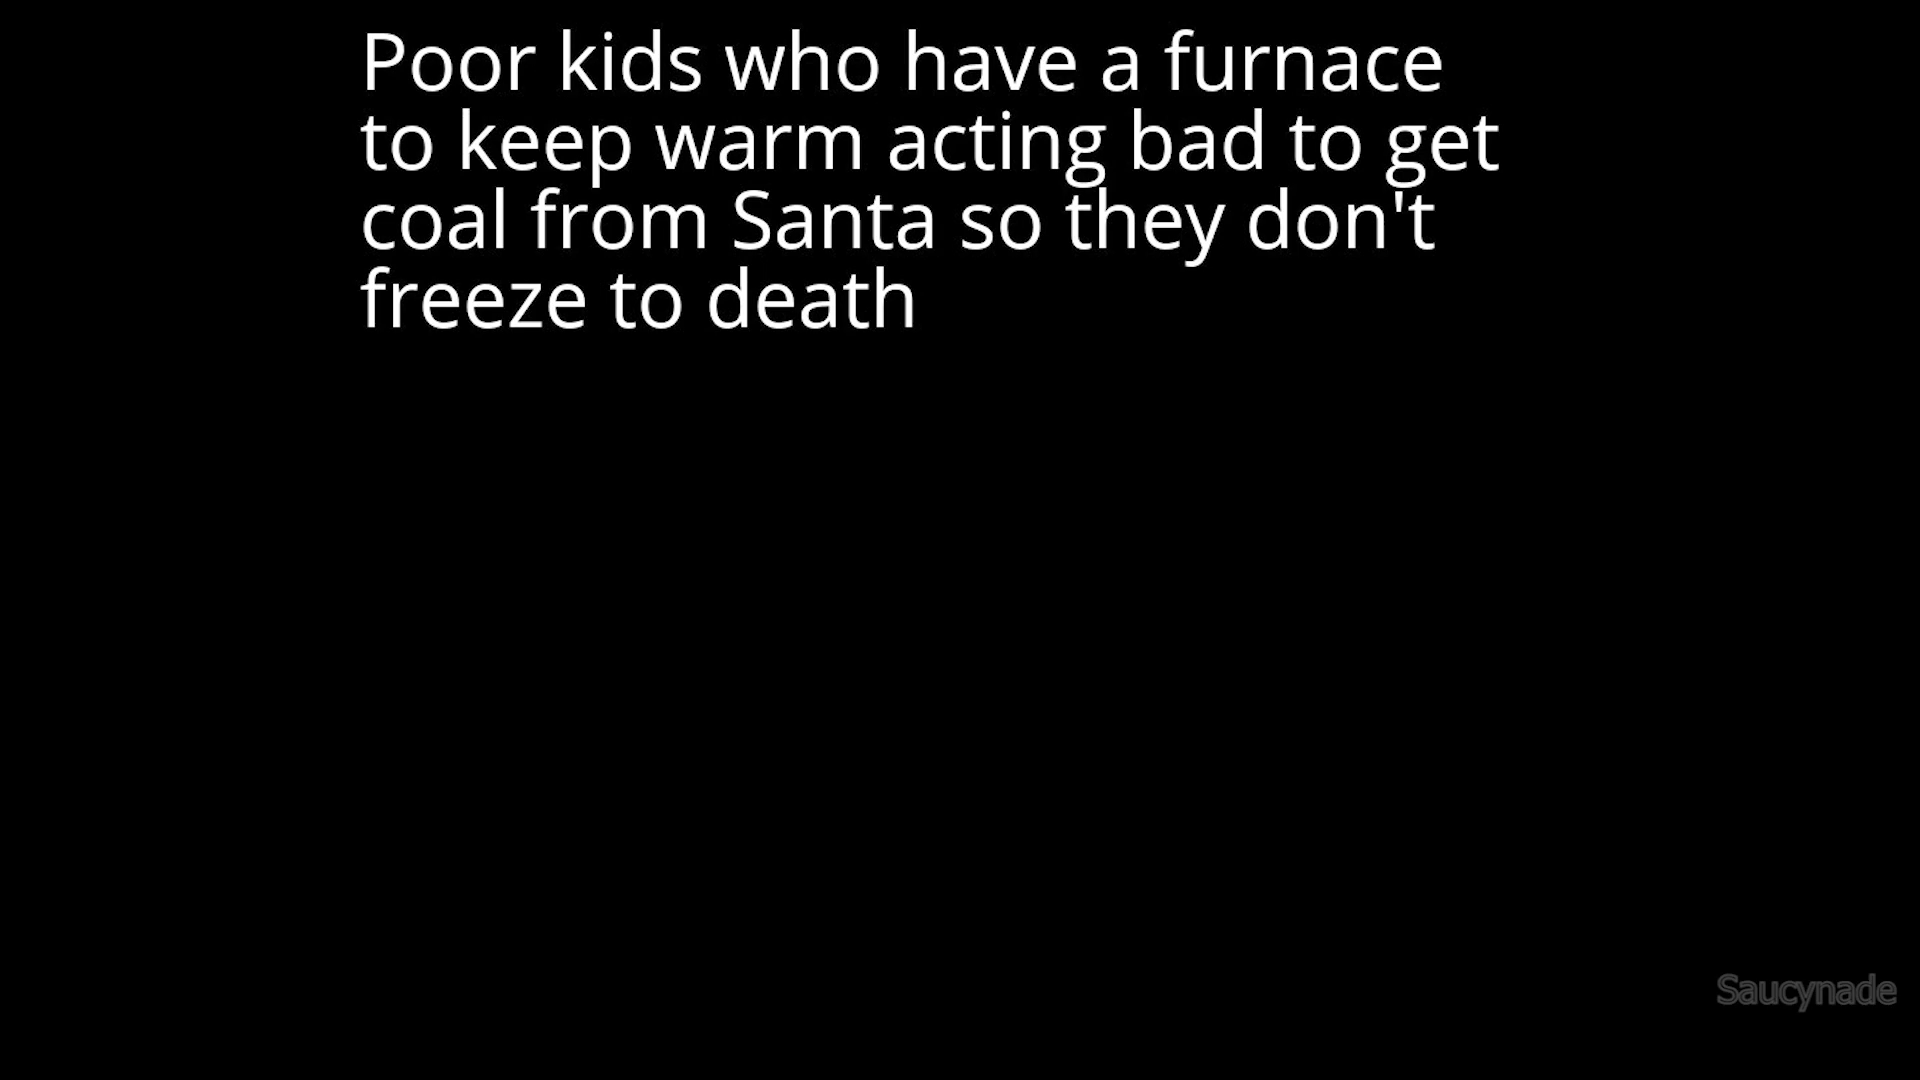 Poor kids who have a furnace
to keep warm acting bad to get
coal from Santa so they don't
freeze to death
Saucynade